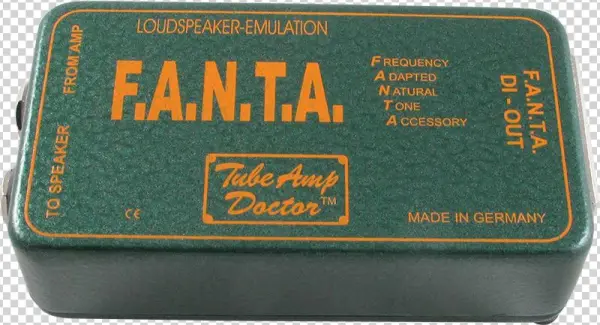 LOUDSPEAKER-EMULATION
FROM AMP
TO SPEAKER
F.A.N.T.A.
FREQUENCY
ADAPTED
NATURAL
TONE
ACCESSORY
F.A.N.T.A.
DI - OUT
Tube Amp
Doctor™
CE
MADE IN GERMANY